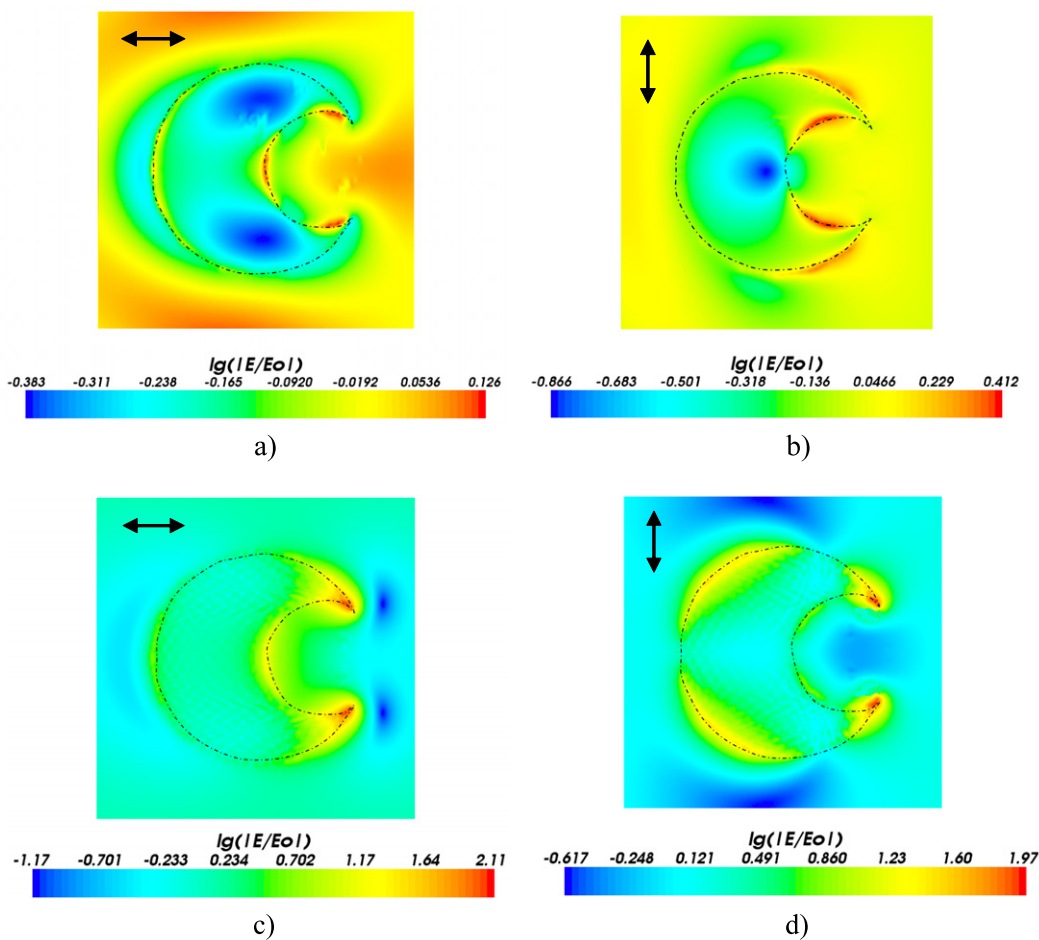 lg(|E/Eo|) lg(|E/Eo|)
-0.383 -0.311 -0.238 -0.165 -0.0920 -0.0192 0.0536 0.126 -0.866 -0.683 -0.501 -0.318 -0.136 0.0466 0.229 0.412
a) b)
lg(|E/Eo|) lg(|E/Eo|)
-1.17 -0.701 -0.233 0.234 0.702 1.17 1.64 2.11 -0.617 -0.248 0.121 0.491 0.860 1.23 1.60 1.97
c) d)